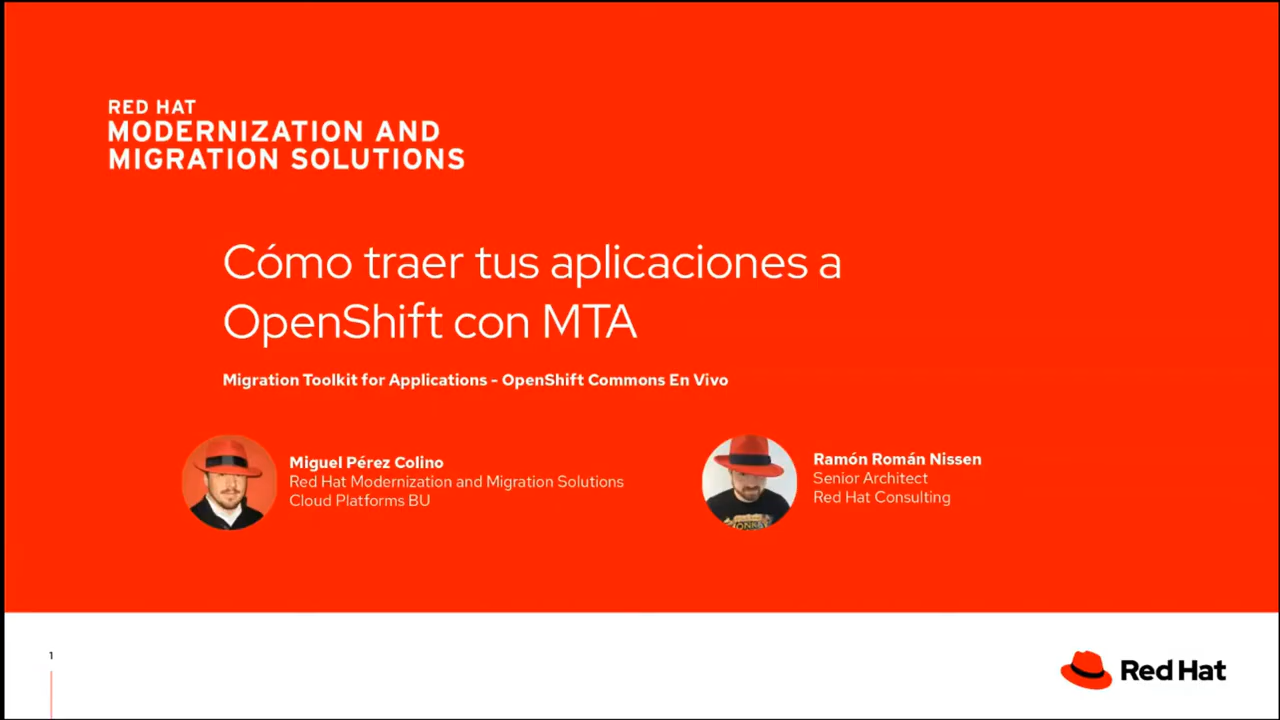 RED HAT
MODERNIZATION AND
MIGRATION SOLUTIONS
Cómo traer tus aplicaciones a
OpenShift con MTA
Migration Toolkit for Applications - OpenShift Commons En Vivo
Miguel Pérez Colino
Red Hat Modernization and Migration Solutions
Cloud Platforms BU
Ramón Román Nissen
Senior Architect
Red Hat Consulting
1
Red Hat